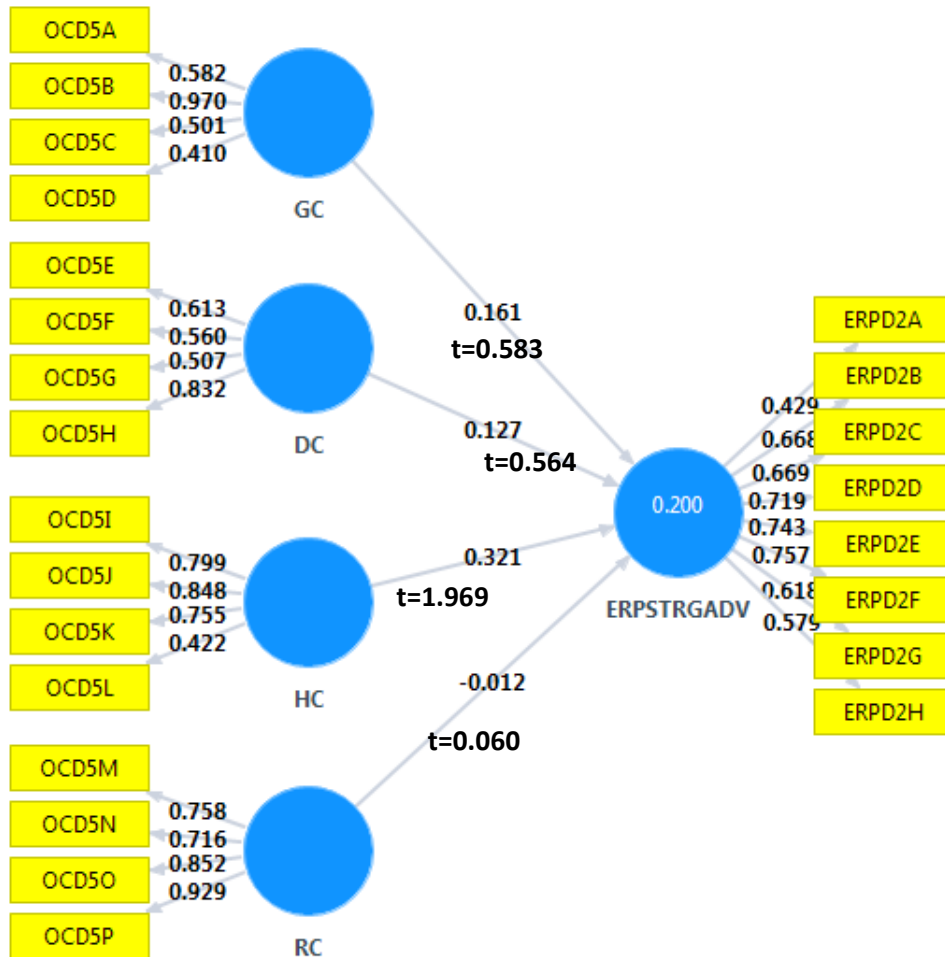 OCD5A
OCD5B
OCD5C
OCD5D
0.582
0.970
0.501
0.410
GC
OCD5E
OCD5F
OCD5G
OCD5H
0.613
0.560
0.507
0.832
DC
OCD5I
OCD5J
OCD5K
OCD5L
0.799
0.848
0.755
0.422
HC
OCD5M
OCD5N
OCD5O
OCD5P
0.758
0.716
0.852
0.929
RC
0.161
t=0.583
0.127
t=0.564
0.321
t=1.969
-0.012
t=0.060
0.200
ERPSTRGADV
0.429
0.668
0.669
0.719
0.743
0.757
0.618
0.579
ERPD2A
ERPD2B
ERPD2C
ERPD2D
ERPD2E
ERPD2F
ERPD2G
ERPD2H